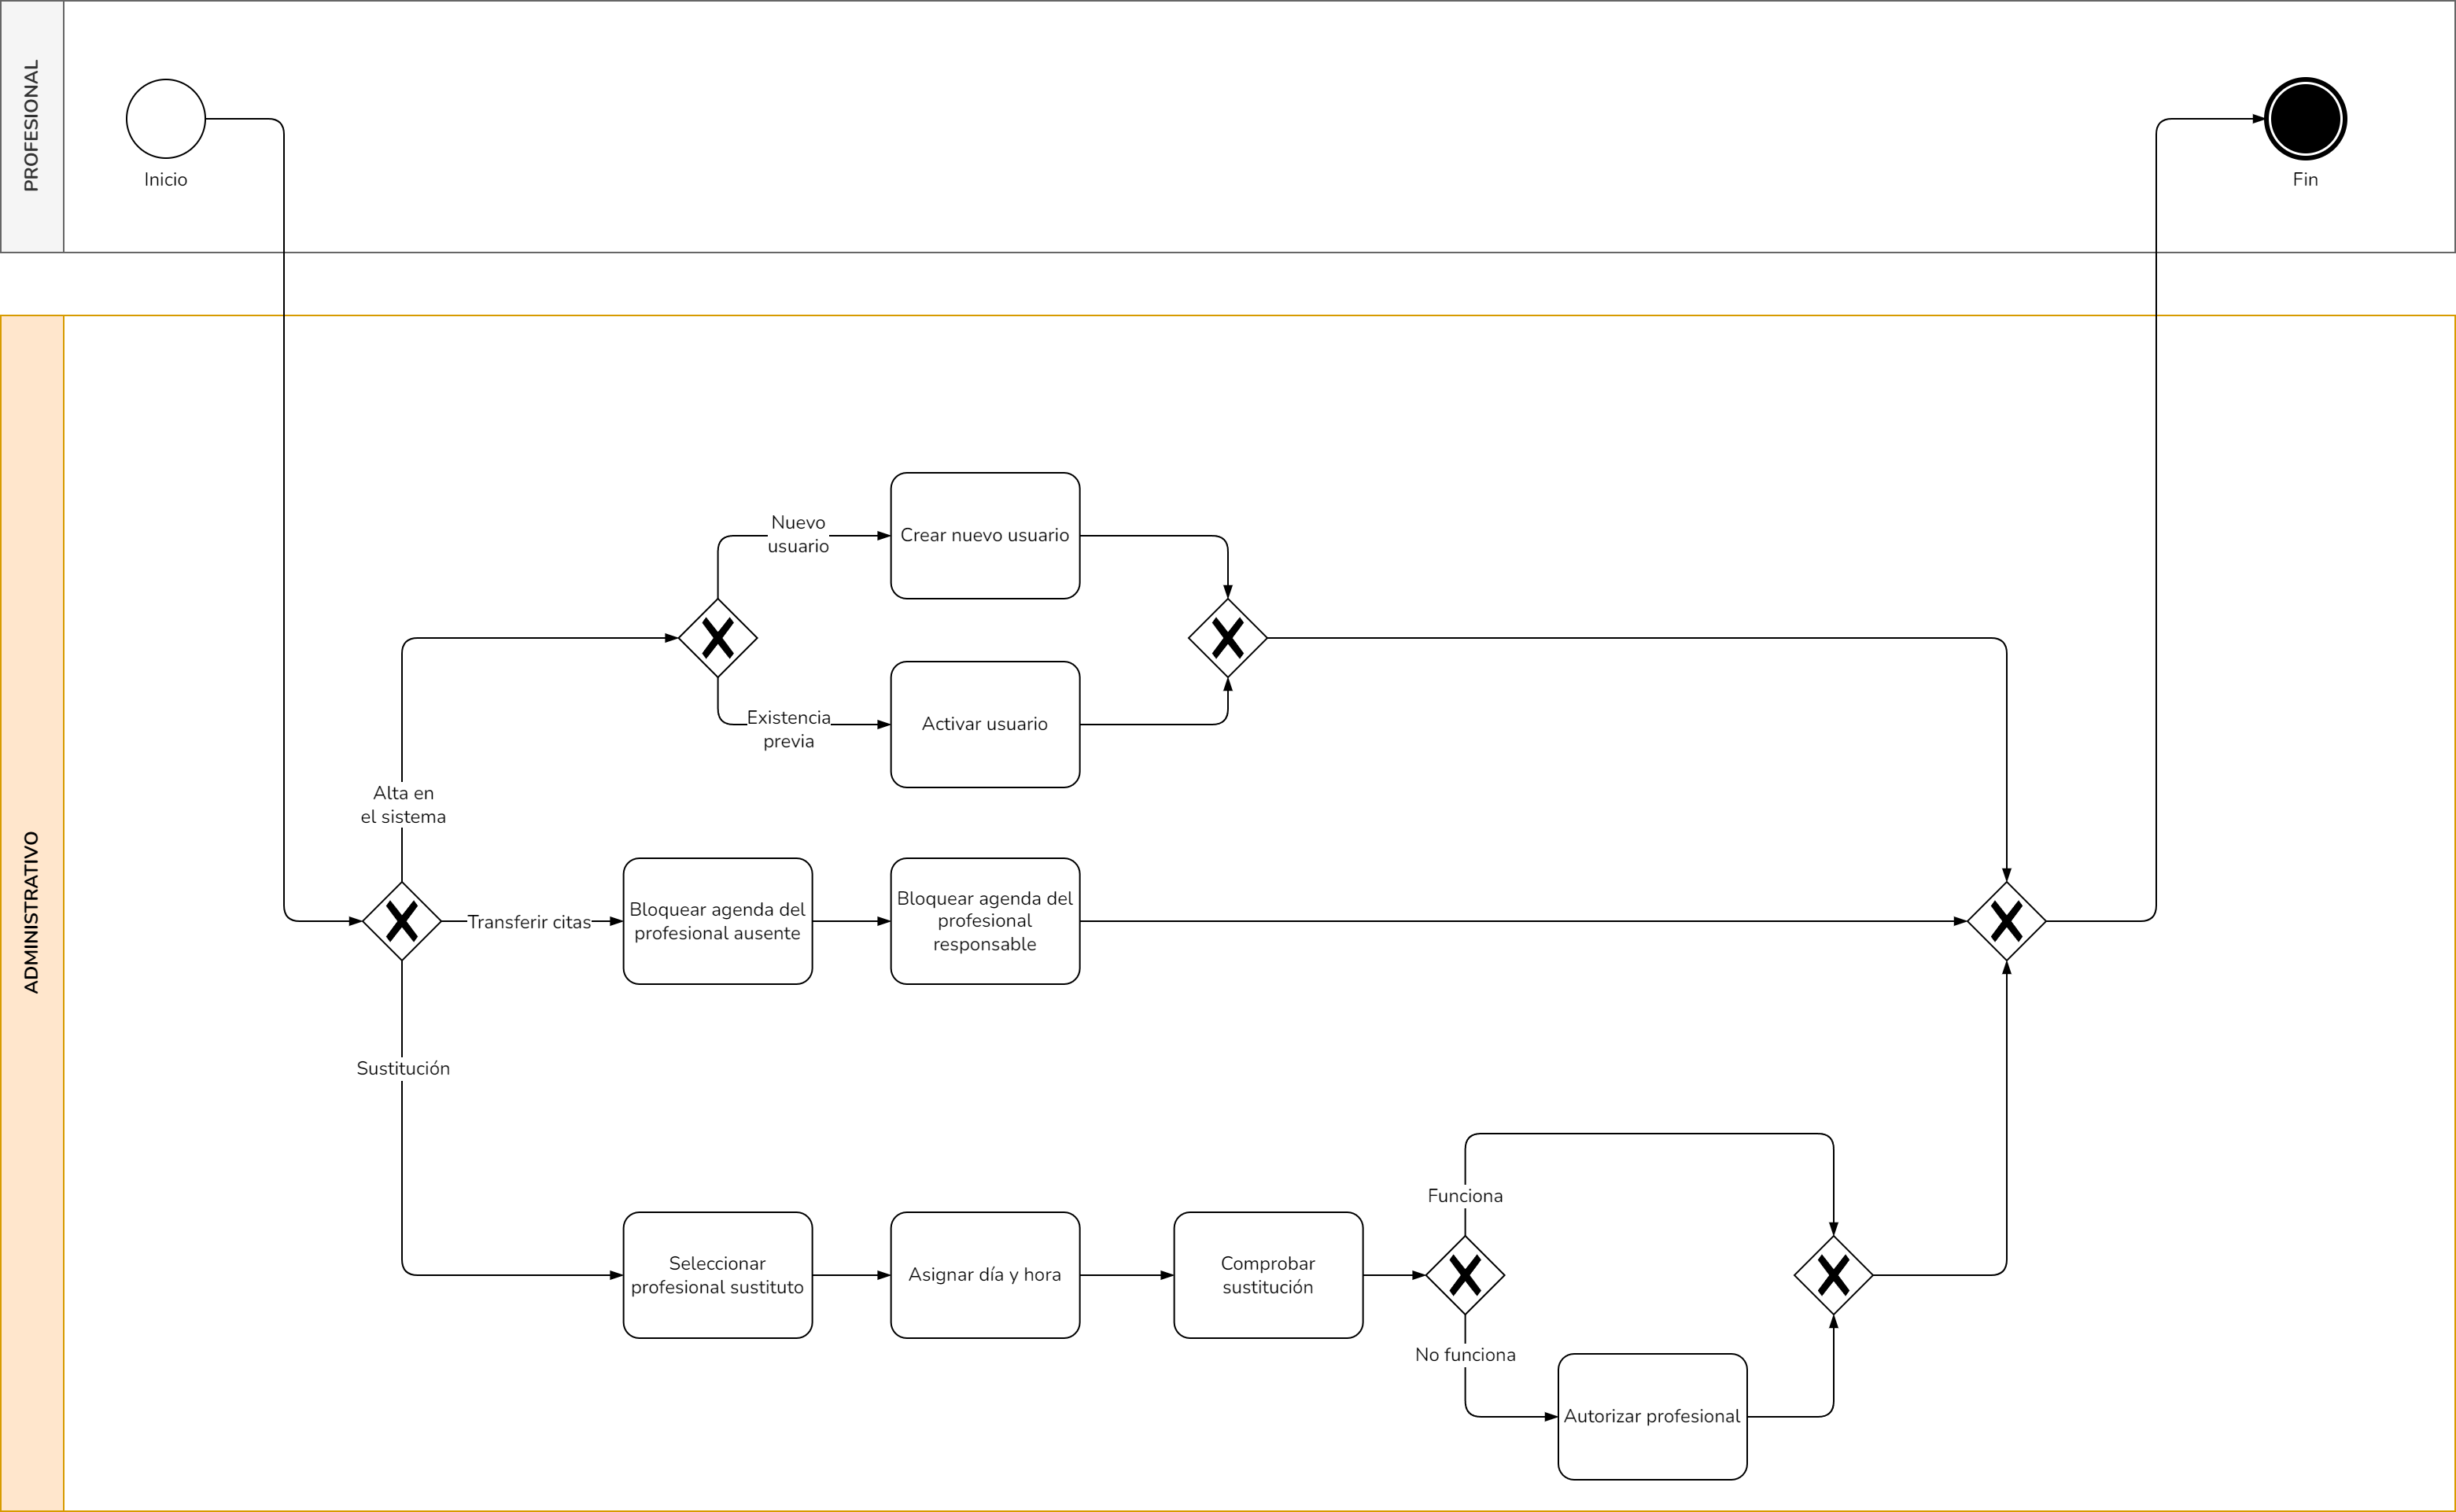 PROFESIONAL
Inicio
Fin
ADMINISTRATIVO
Nuevo
usuario
Crear nuevo usuario
Existencia
previa
Activar usuario
Alta en
el sistema
Transferir citas
Bloquear agenda del
profesional ausente
Bloquear agenda del
profesional
responsable
Sustitución
Seleccionar
profesional sustituto
Asignar día y hora
Comprobar
sustitución
Funciona
No funciona
Autorizar profesional